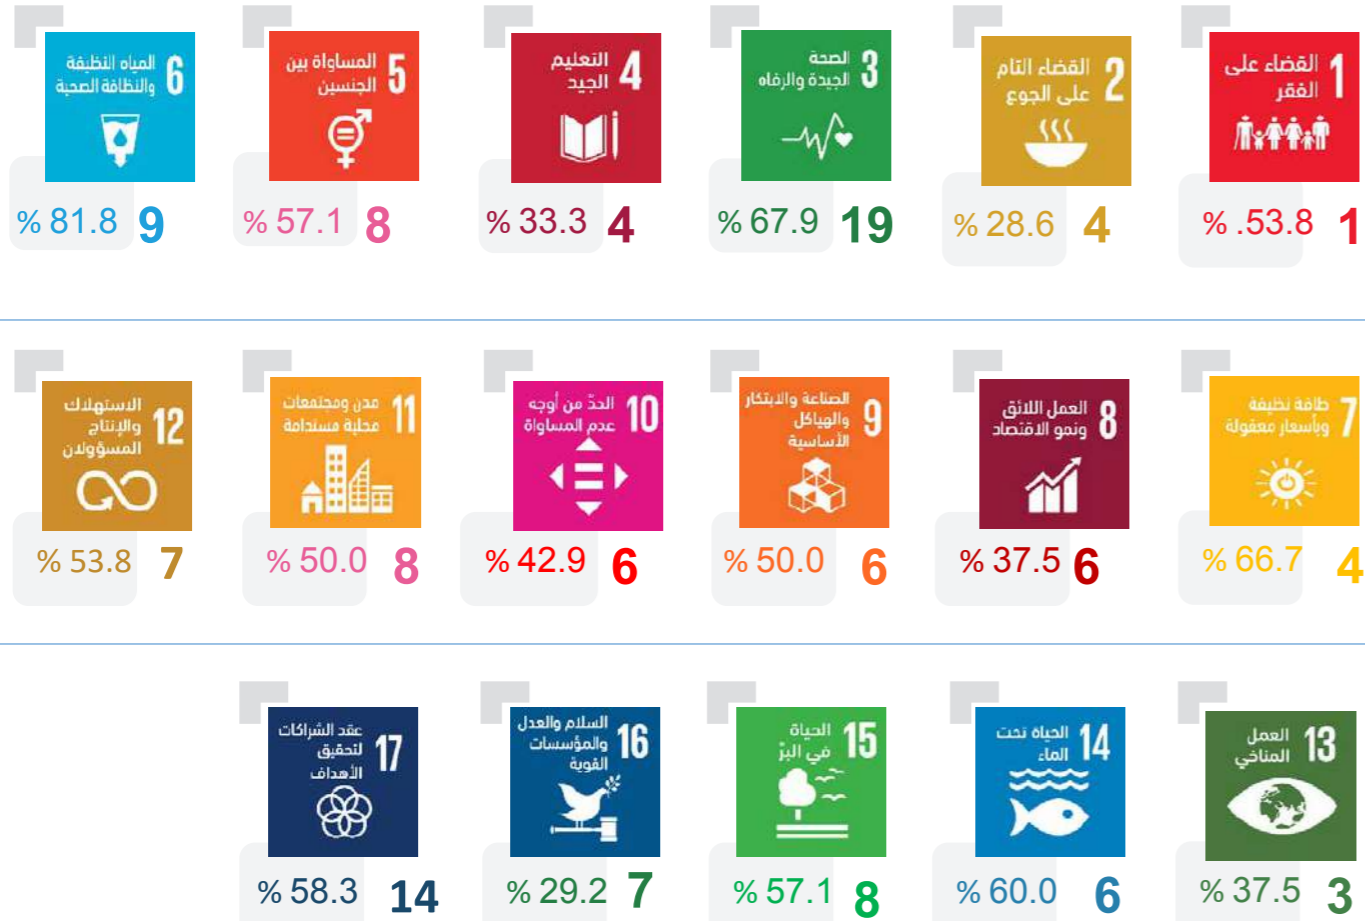 1 القضاء على
الفقر
% .53.8 1
2 القضاء التام
على الجوع
% 28.6 4
3 الصحة
الجيدة والرفاه
% 67.9 19
4 التعليم
الجيد
% 33.3 4
5 المساواة بين
الجنسين
% 57.1 8
6 المياه النظيفة
والنظافة الصحية
% 81.8 9
7 طاقة نظيفة
وبأسعار معقولة
% 66.7 4
8 العمل اللائق
ونمو الاقتصاد
% 37.5 6
9 الصناعة والابتكار
والهياكل
الأساسية
% 50.0 6
10 الحدّ من أوجه
عدم المساواة
% 42.9 6
11 مدن ومجتمعات
محلية مستدامة
% 50.0 8
12 الاستهلاك
والإنتاج
المسؤولان
% 53.8 7
13 العمل
المناخي
% 37.5 3
14 الحياة تحت
الماء
% 60.0 6
15 الحياة
في البرّ
% 57.1 8
16 السلام والعدل
والمؤسسات
القوية
% 29.2 7
17 عقد الشراكات
لتحقيق
الأهداف
% 58.3 14